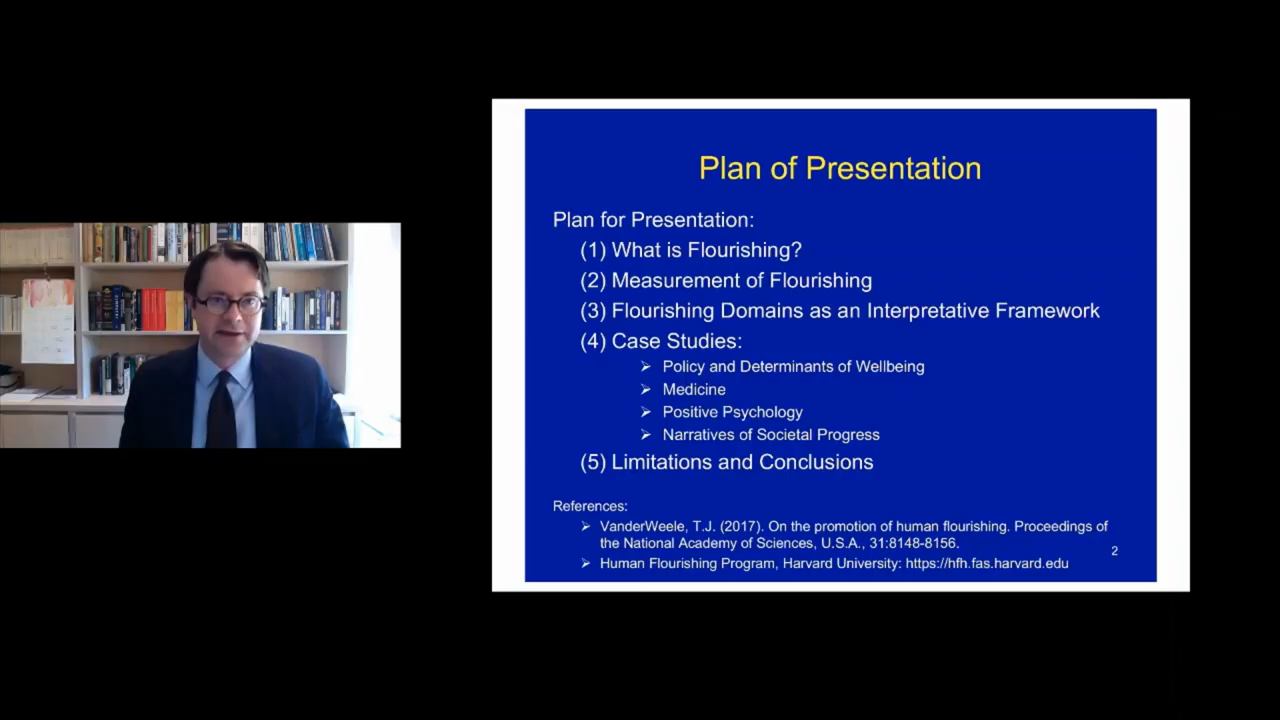 Plan of Presentation
Plan for Presentation:
(1) What is Flourishing?
(2) Measurement of Flourishing
(3) Flourishing Domains as an Interpretative Framework
(4) Case Studies:
➢ Policy and Determinants of Wellbeing
➢ Medicine
➢ Positive Psychology
➢ Narratives of Societal Progress
(5) Limitations and Conclusions
References:
➢ VanderWeele, T.J. (2017). On the promotion of human flourishing. Proceedings of
the National Academy of Sciences, U.S.A., 31:8148-8156.
➢ Human Flourishing Program, Harvard University: https://hfh.fas.harvard.edu
2